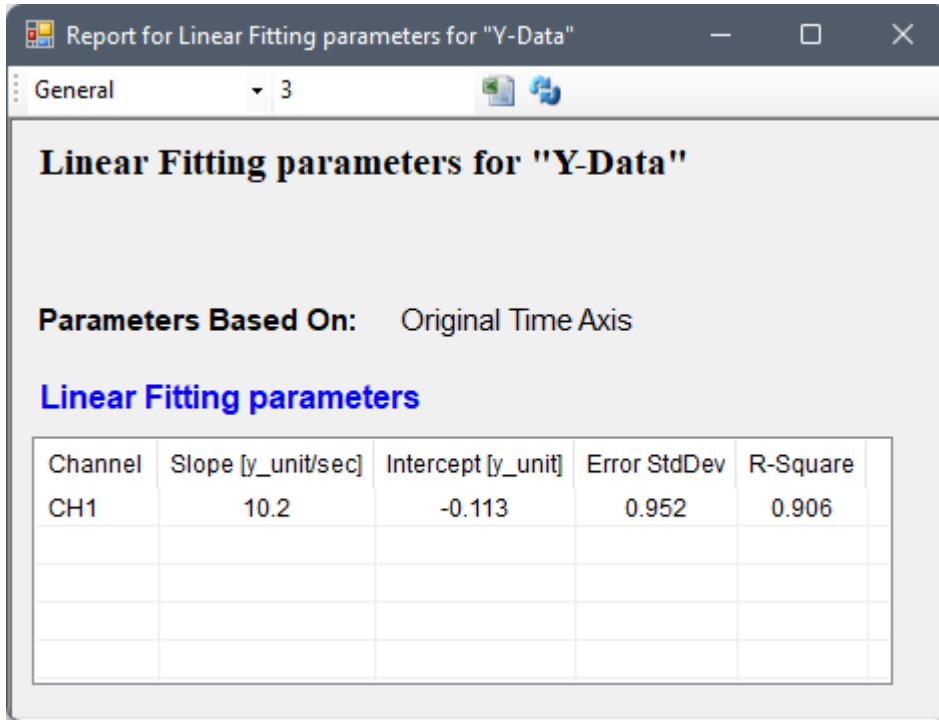 Report for Linear Fitting parameters for "Y-Data"
General 3
Linear Fitting parameters for "Y-Data"
Parameters Based On: Original Time Axis
Linear Fitting parameters
Channel Slope [y_unit/sec] Intercept [y_unit] Error StdDev R-Square
CH1 10.2 -0.113 0.952 0.906